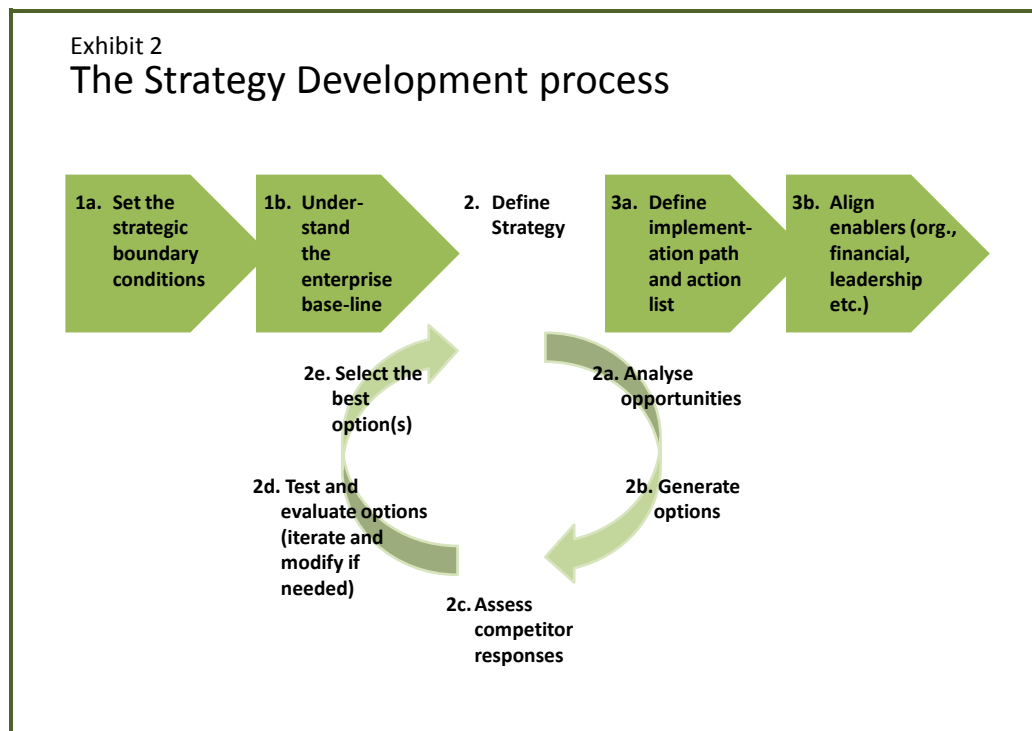 Exhibit 2
The Strategy Development process
1a. Set the
strategic
boundary
conditions
1b. Under-
stand
the
enterprise
base-line
2. Define
Strategy
3a. Define
implement-
ation path
and action
list
3b. Align
enablers (org.,
financial,
leadership
etc.)
2a. Analyse
opportunities
2b. Generate
options
2c. Assess
competitor
responses
2d. Test and
evaluate options
(iterate and
modify if
needed)
2e. Select the
best
option(s)